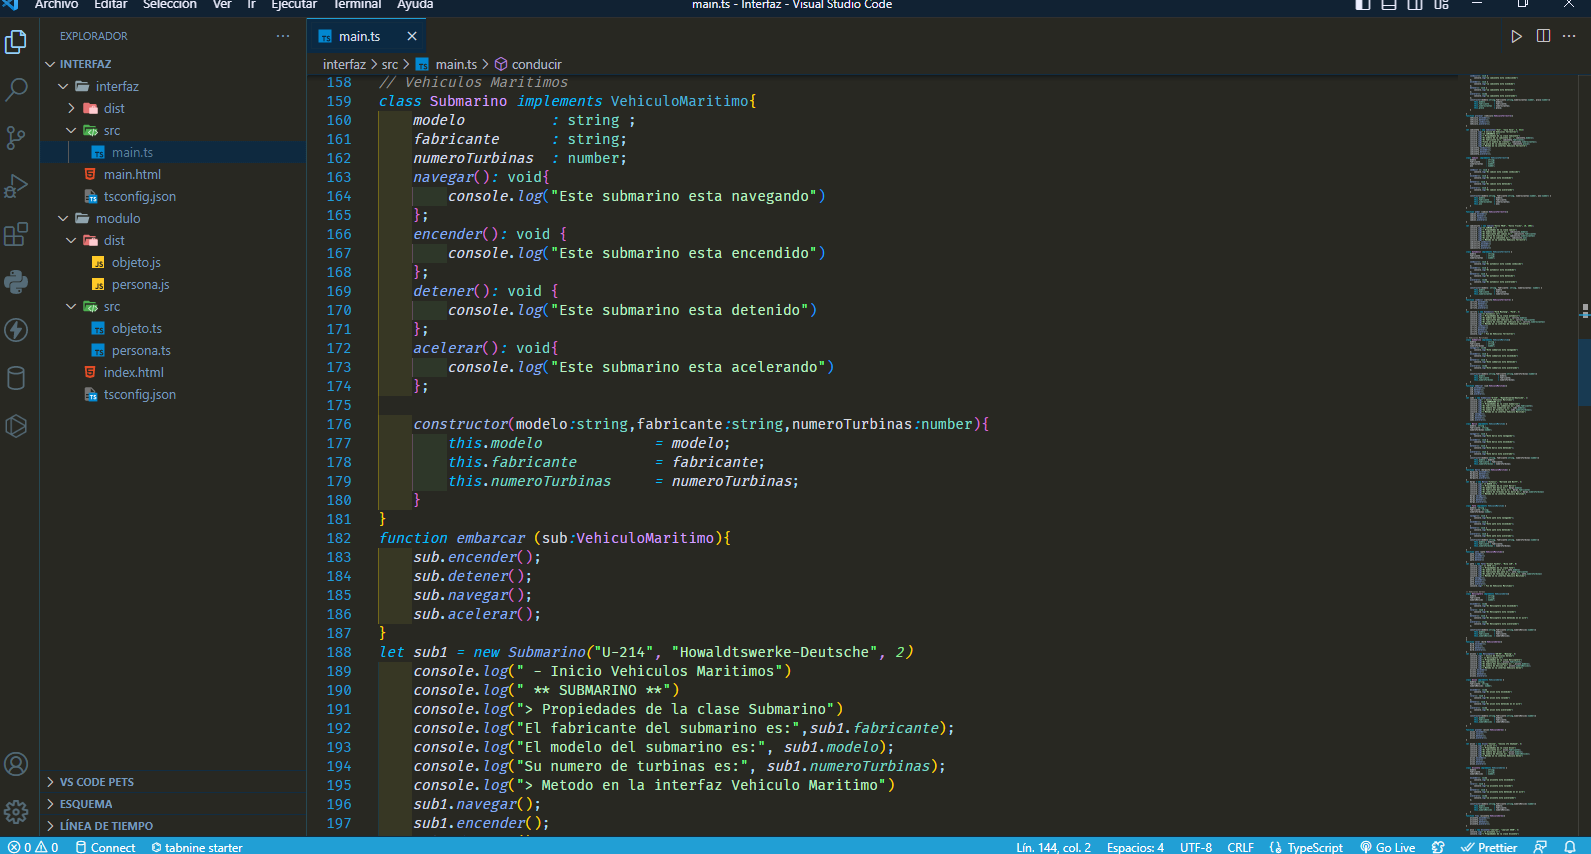 Archivo Editar Selección Ver Ir Ejecutar Terminal Ayuda
main.ts - Interfaz - Visual Studio Code
EXPLORADOR
INTERFAZ
interfaz
dist
src
main.ts
main.html
tsconfig.json
modulo
dist
objeto.js
persona.js
src
objeto.ts
persona.ts
index.html
tsconfig.json
VS CODE PETS
ESQUEMA
LÍNEA DE TIEMPO
main.ts
interfaz > src > main.ts > conducir
158 // Vehiculos Maritimos
159 class Submarino implements VehiculoMaritimo{
160 modelo : string ;
161 fabricante : string;
162 numeroTurbinas : number;
163 navegar(): void{
164 console.log("Este submarino esta navegando")
165 };
166 encender(): void {
167 console.log("Este submarino esta encendido")
168 };
169 detener(): void {
170 console.log("Este submarino esta detenido")
171 };
172 acelerar(): void{
173 console.log("Este submarino esta acelerando")
174 };
175
176 constructor(modelo:string,fabricante:string,numeroTurbinas:number){
177 this.modelo = modelo;
178 this.fabricante = fabricante;
179 this.numeroTurbinas = numeroTurbinas;
180 }
181 }
182 function embarcar (sub:VehiculoMaritimo){
183 sub.encender();
184 sub.detener();
185 sub.navegar();
186 sub.acelerar();
187 }
188 let sub1 = new Submarino("U-214", "Howaldtswerke-Deutsche", 2)
189 console.log(" - Inicio Vehiculos Maritimos")
190 console.log(" ** SUBMARINO **")
191 console.log("> Propiedades de la clase Submarino")
192 console.log("El fabricante del submarino es:",sub1.fabricante);
193 console.log("El modelo del submarino es:", sub1.modelo);
194 console.log("Su numero de turbinas es:", sub1.numeroTurbinas);
195 console.log("> Metodo en la interfaz Vehiculo Maritimo")
196 sub1.navegar();
197 sub1.encender();
0 0 Connect tabnine starter
Lín. 144, col. 2 Espacios: 4 UTF-8 CRLF TypeScript Go Live Prettier